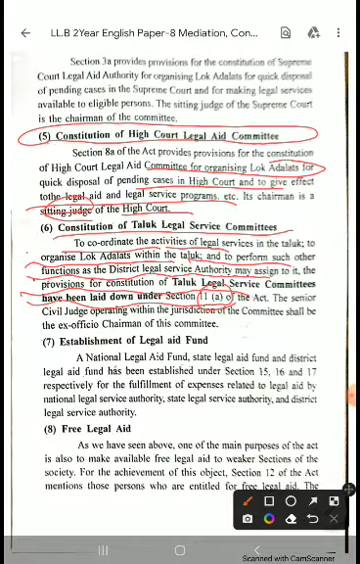 LL.B 2Year English Paper-8 Mediation, Con...
Section 3a provides provisions for the constitution of Supreme
Court Legal Aid Authority for organising Lok Adalats for quick disposal
of pending cases in the Supreme Court and for making legal services
available to eligible persons. The sitting judge of the Supreme Court
is the chairman of the committee.
(5) Constitution of High Court Legal Aid Committee
Section 8a of the Act provides provisions for the constitution
of High Court Legal Aid Committee for organising Lok Adalats for
quick disposal of pending cases in High Court and to give effect
tothe legal aid and legal service programs, etc. Its chairman is a
sitting judge of the High Court.
(6) Constitution of Taluk Legal Service Committees
To co-ordinate the activities of legal services in the taluk; to
organise Lok Adalats within the taluk; and to perform such other
functions as the District legal service Authority may assign to it, the
provisions for constitution of Taluk Legal Service Committees
have been laid down under Section 11 (a) of the Act. The senior
Civil Judge operating within the jurisdiction of the Committee shall be
the ex-officio Chairman of this committee.
(7) Establishment of Legal aid Fund
A National Legal Aid Fund, state legal aid fund and district
legal aid fund has been established under Section 15, 16 and 17
respectively for the fulfillment of expenses related to legal aid by
national legal service authority, state legal service authority, and district
legal service authority.
(8) Free Legal Aid
As we have seen above, one of the main purposes of the act
is also to make available free legal aid to weaker Sections of the
society. For the achievement of this object, Section 12 of the Act
mentions those persons who are entitled for free legal aid. The
Scanned with CamScanner